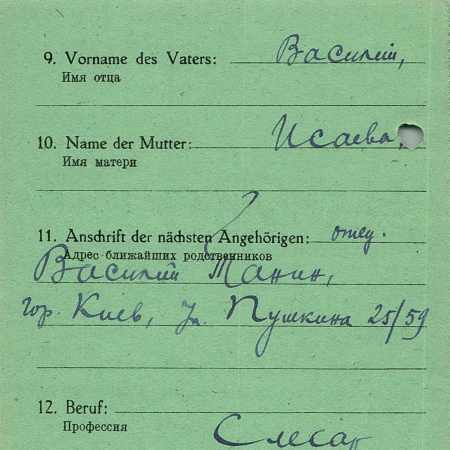 9. Vorname des Vaters: Василий,
Имя отца
10. Name der Mutter: Исаева,
Имя матери
11. Anschrift der nächsten Angehörigen: отец.
Адрес ближайших родственников
Василий Манин,
гор. Киев, ул. Пушкина 25/59
12. Beruf:
Профессия
Слесар